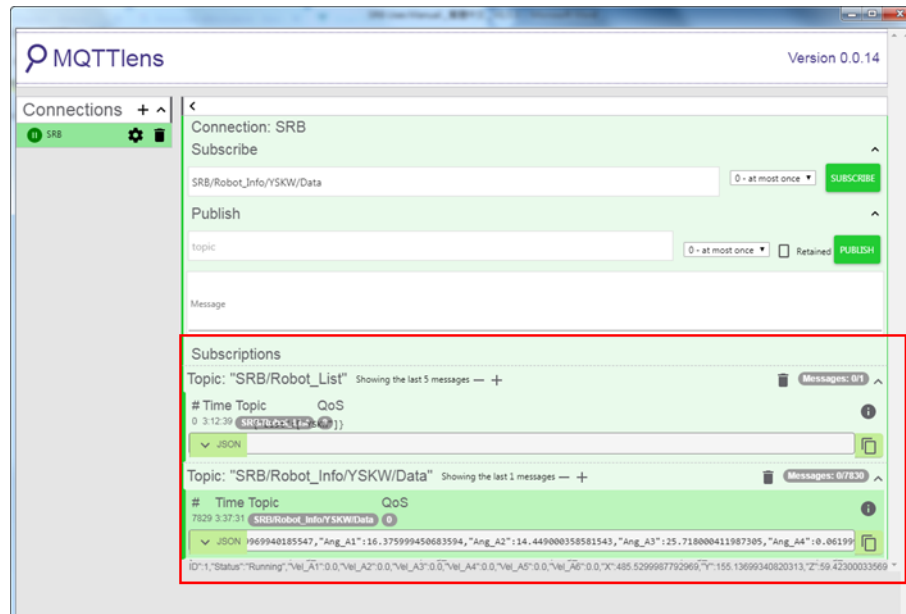 MQTTlens
Version 0.0.14
Connections
SRB
Connection: SRB
Subscribe
SRB/Robot_Info/YSKW/Data
0 - at most once
SUBSCRIBE
Publish
topic
0 - at most once
Retained
PUBLISH
Message
Subscriptions
Topic: "SRB/Robot_List" Showing the last 5 messages
Messages: 0/1
# Time Topic QoS
0 3:12:39
JSON
Topic: "SRB/Robot_Info/YSKW/Data" Showing the last 1 messages
Messages: 0/7830
# Time Topic QoS
7829 3:37:31 SRB/Robot_Info/YSKW/Data 0
JSON 9969940185547,"Ang_A1":16.375999450683594,"Ang_A2":14.449000358581543,"Ang_A3":25.718000411987305,"Ang_A4":0.06199
ID":1,"Status":"Running","Vel_A1":0.0,"Vel_A2":0.0,"Vel_A3":0.0,"Vel_A4":0.0,"Vel_A5":0.0,"Vel_A6":0.0,"X":485.5299987792969,"Y":155.13699340820313,"Z":59.42300033569